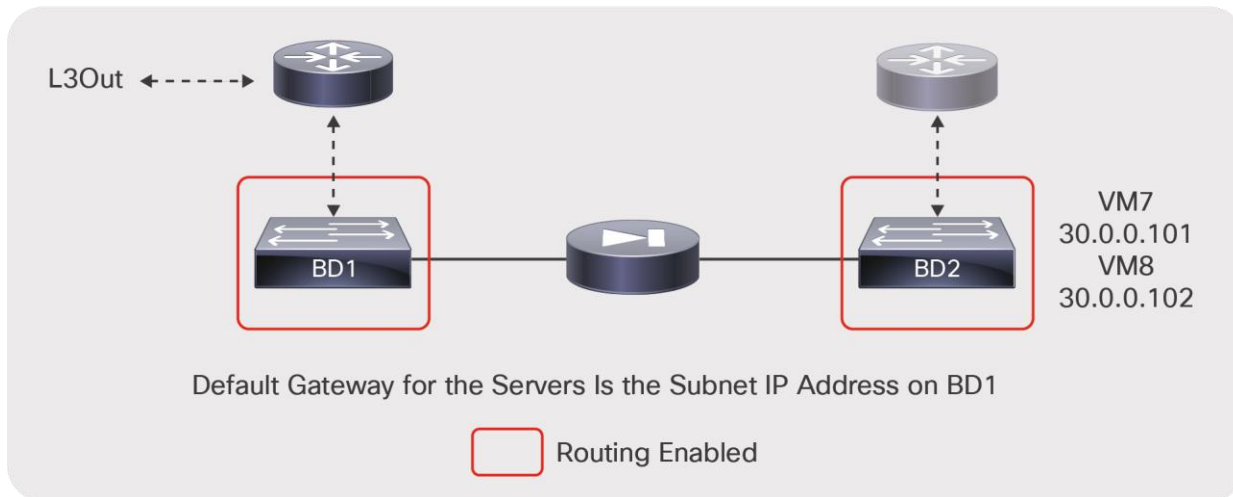 L3Out
BD1
BD2
VM7
30.0.0.101
VM8
30.0.0.102
Default Gateway for the Servers Is the Subnet IP Address on BD1
Routing Enabled